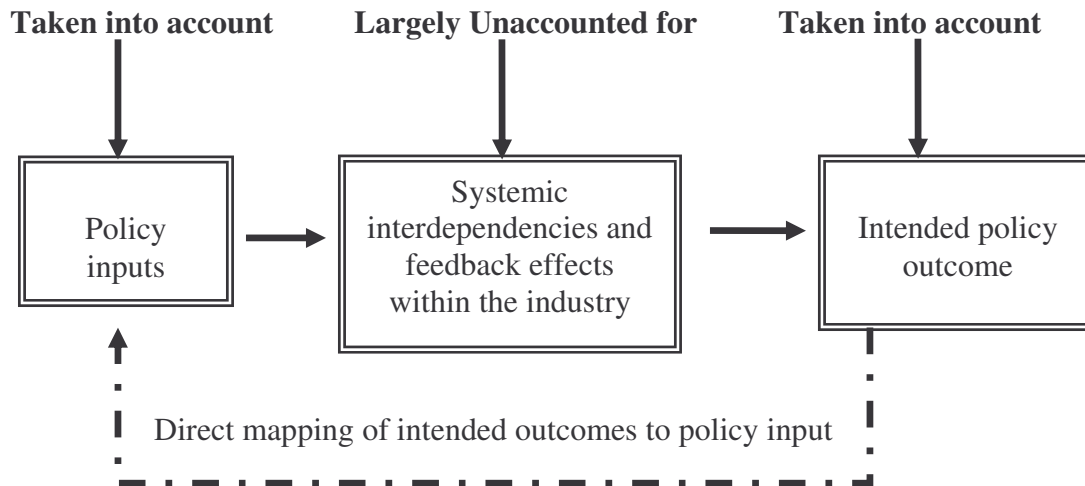 Taken into account
Largely Unaccounted for
Taken into account
Policy
inputs
Systemic
interdependencies and
feedback effects
within the industry
Intended policy
outcome
Direct mapping of intended outcomes to policy input